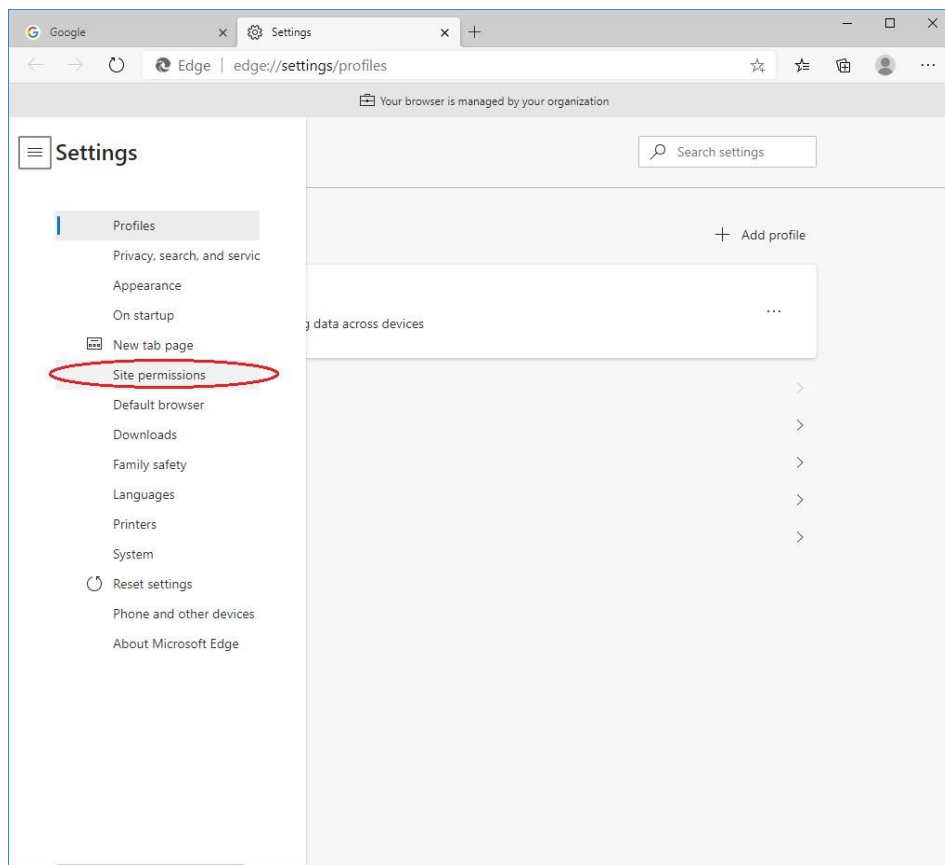 Google
Settings
Edge | edge://settings/profiles
Your browser is managed by your organization
Settings
Search settings
Profiles
Add profile
Privacy, search, and servic
Appearance
On startup
g data across devices
New tab page
Site permissions
Default browser
Downloads
Family safety
Languages
Printers
System
Reset settings
Phone and other devices
About Microsoft Edge